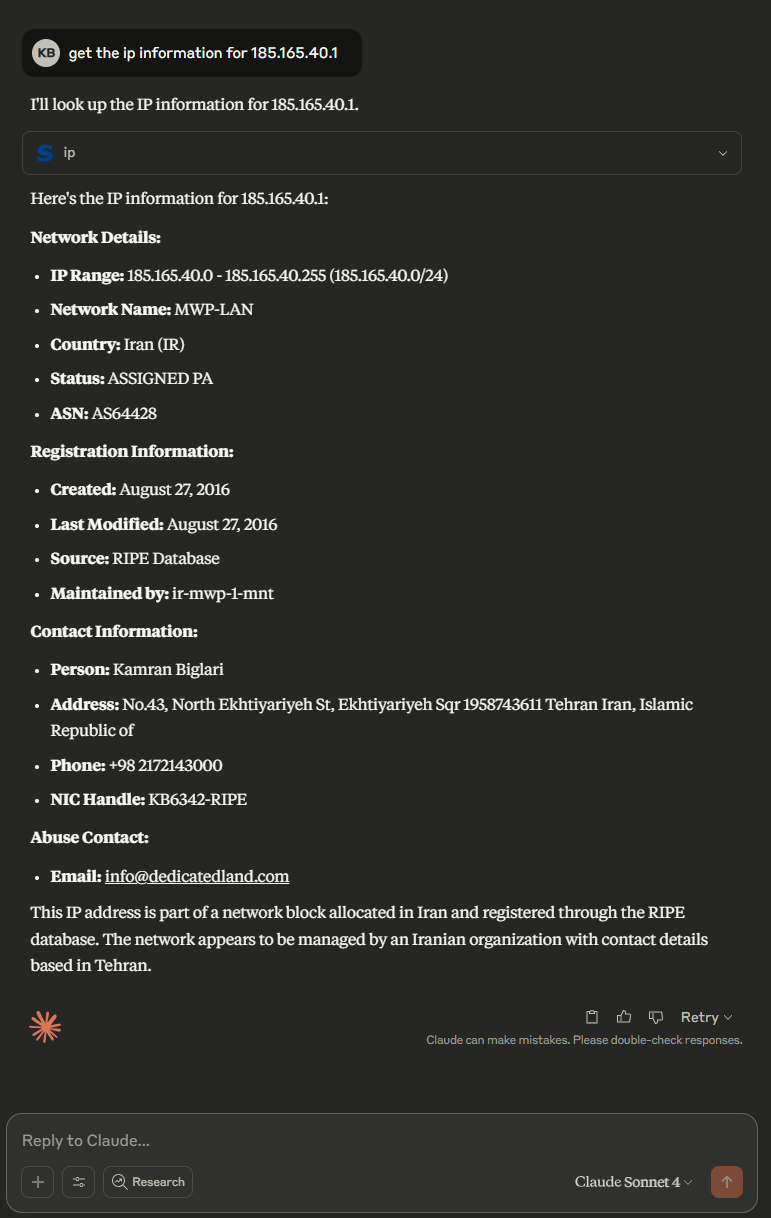 KB get the ip information for 185.165.40.1
I'll look up the IP information for 185.165.40.1.
S ip
Here's the IP information for 185.165.40.1:
Network Details:
• IP Range: 185.165.40.0 - 185.165.40.255 (185.165.40.0/24)
• Network Name: MWP-LAN
• Country: Iran (IR)
• Status: ASSIGNED PA
• ASN: AS64428
Registration Information:
• Created: August 27, 2016
• Last Modified: August 27, 2016
• Source: RIPE Database
• Maintained by: ir-mwp-1-mnt
Contact Information:
• Person: Kamran Biglari
• Address: No.43, North Ekhtiyariyeh St, Ekhtiyariyeh Sqr 1958743611 Tehran Iran, Islamic
Republic of
• Phone: +98 2172143000
• NIC Handle: KB6342-RIPE
Abuse Contact:
• Email: info@dedicatedland.com
This IP address is part of a network block allocated in Iran and registered through the RIPE
database. The network appears to be managed by an Iranian organization with contact details
based in Tehran.
Retry
Claude can make mistakes. Please double-check responses.
Reply to Claude...
Research
Claude Sonnet 4